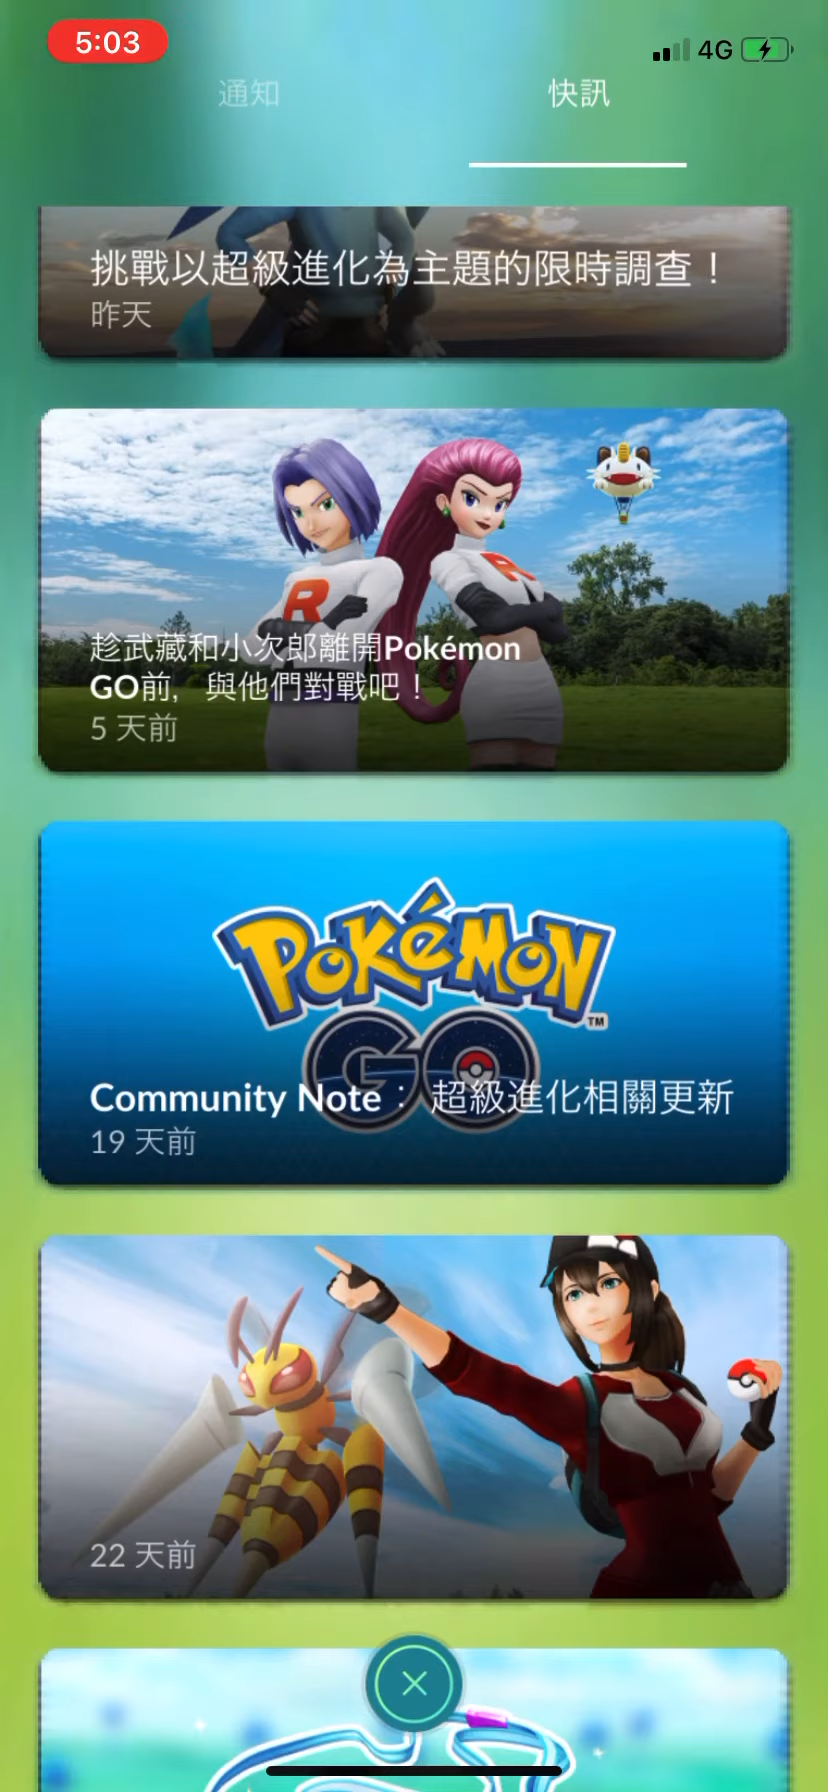 5:03
4G
通知
快訊
挑戰以超級進化為主題的限時調查！
昨天
R
R
趁武藏和小次郎離開Pokémon
GO前, 與他們對戰吧！
5 天前
POKéMON
TM
GO
Community Note： 超級進化相關更新
19 天前
22 天前